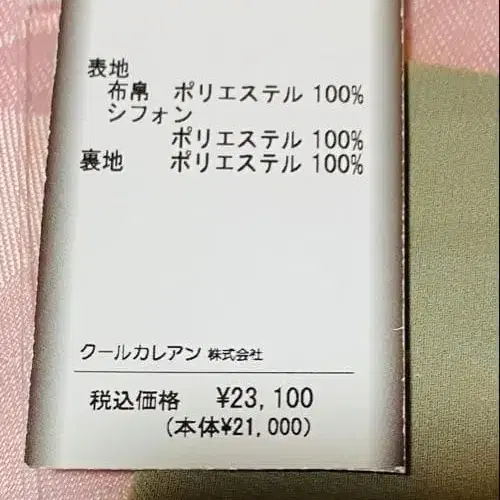 表地
布帛 ポリエステル 100%
シフォン
ポリエステル 100%
裏地 ポリエステル 100%
クールカレアン 株式会社
税込価格 ¥23,100
(本体¥21,000)